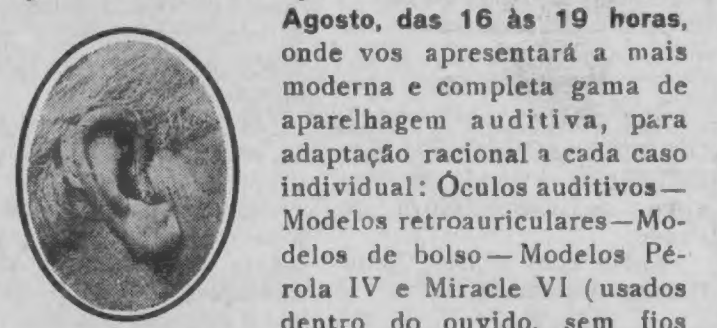 Agosto, das 16 às 19 horas,
onde vos apresentará a mais
moderna e completa gama de
aparelhagem auditiva, para
adaptação racional a cada caso
individual: Óculos auditivos—
Modelos retroauriculares—Mo-
delos de bolso—Modelos Pé-
rola IV e Miracle VI (usados
dentro do ouvido, sem fios